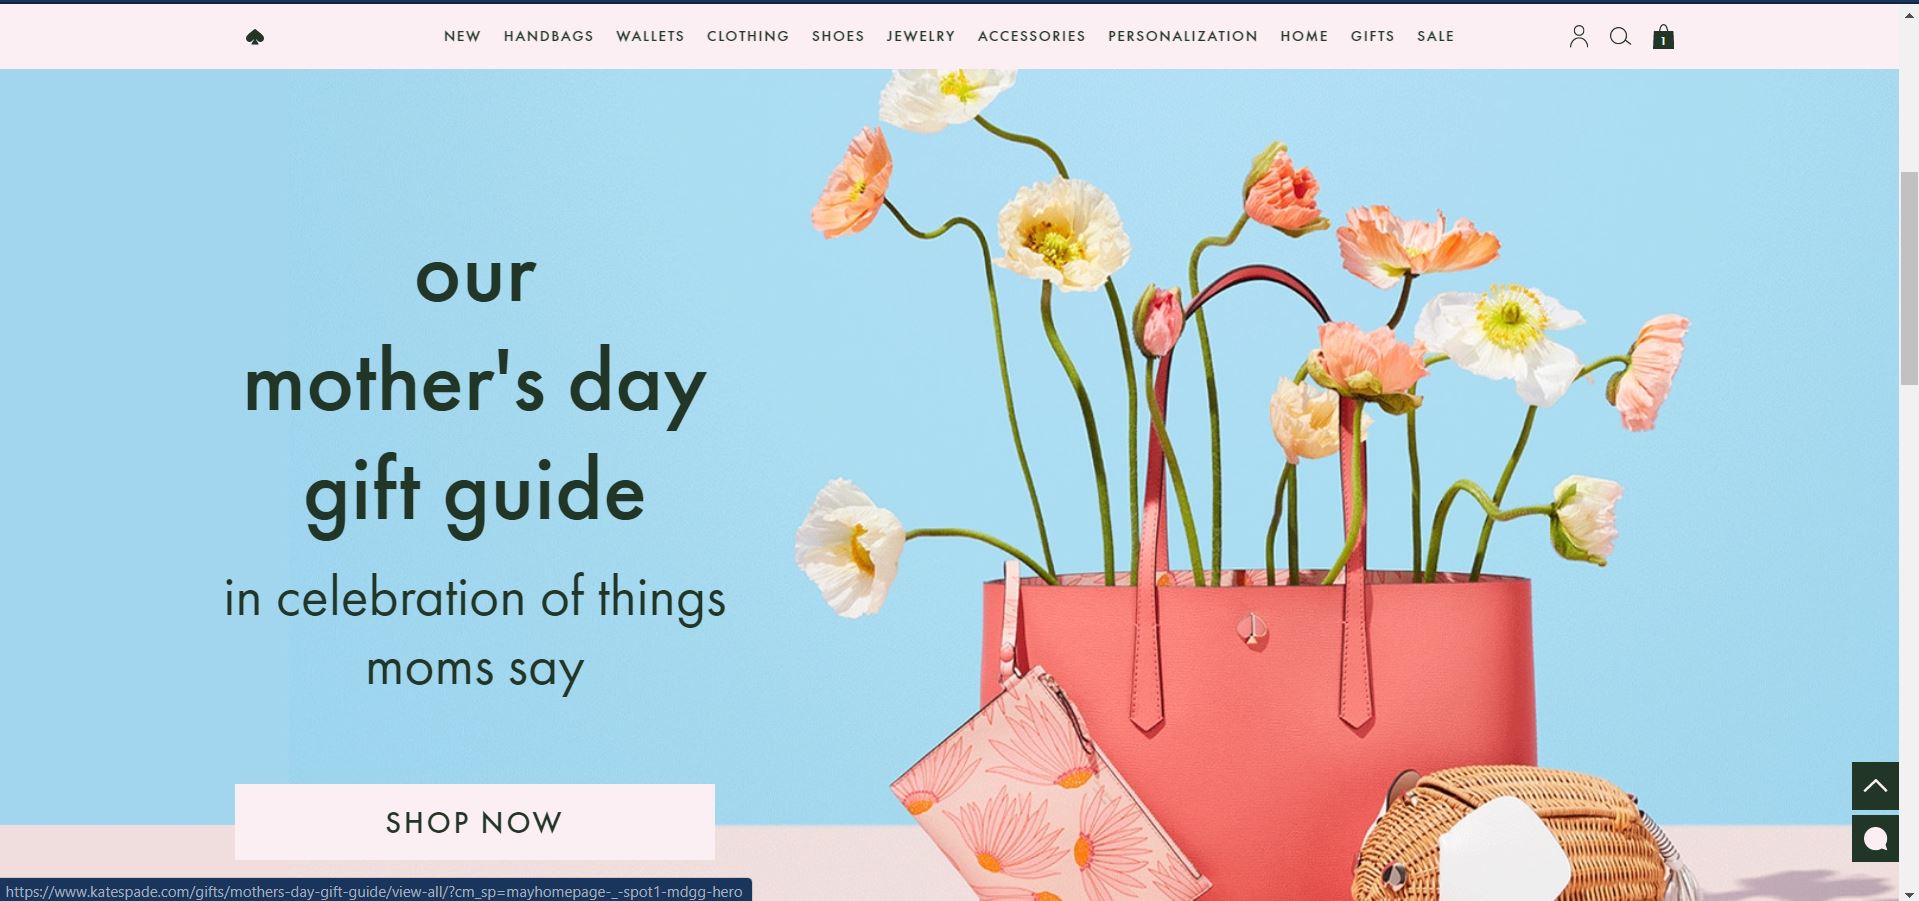 NEW HANDBAGS WALLETS CLOTHING SHOES JEWELRY ACCESSORIES PERSONALIZATION HOME GIFTS SALE
1
our
mother's day
gift guide
in celebration of things
moms say
SHOP NOW
https://www.katespade.com/gifts/mothers-day-gift-guide/view-all/?cm_sp=mayhomepage-_-spot1-mdgg-hero